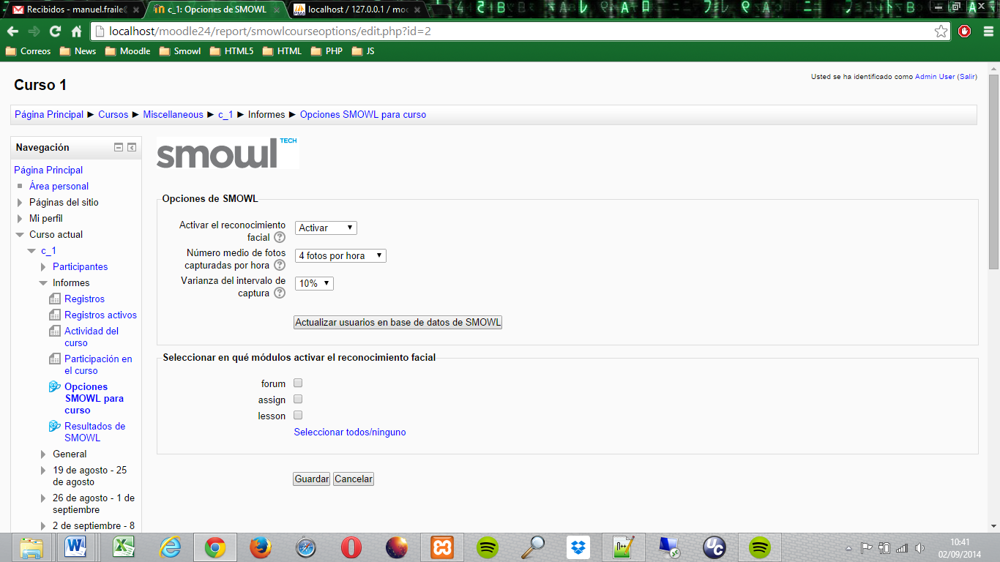 Recibidos - manuel.fraile@
c_1: Opciones de SMOWL
localhost / 127.0.0.1 / moo
localhost/moodle24/report/smowlcourseoptions/edit.php?id=2
Correos
News
Moodle
Smowl
HTML5
HTML
PHP
JS
Curso 1
Usted se ha identificado como Admin User (Salir)
Página Principal ► Cursos ► Miscellaneous ► c_1 ► Informes ► Opciones SMOWL para curso
Navegación
Página Principal
Área personal
Páginas del sitio
Mi perfil
Curso actual
c_1
Participantes
Informes
Registros
Registros activos
Actividad del
curso
Participación en
el curso
Opciones
SMOWL para
curso
Resultados de
SMOWL
General
19 de agosto - 25
de agosto
26 de agosto - 1 de
septiembre
2 de septiembre - 8
smowl TECH
Opciones de SMOWL
Activar el reconocimiento
facial
Activar
Número medio de fotos
capturadas por hora
4 fotos por hora
Varianza del intervalo de
captura
10%
Actualizar usuarios en base de datos de SMOWL
Seleccionar en qué módulos activar el reconocimiento facial
forum
assign
lesson
Seleccionar todos/ninguno
Guardar
Cancelar
10:41
02/09/2014